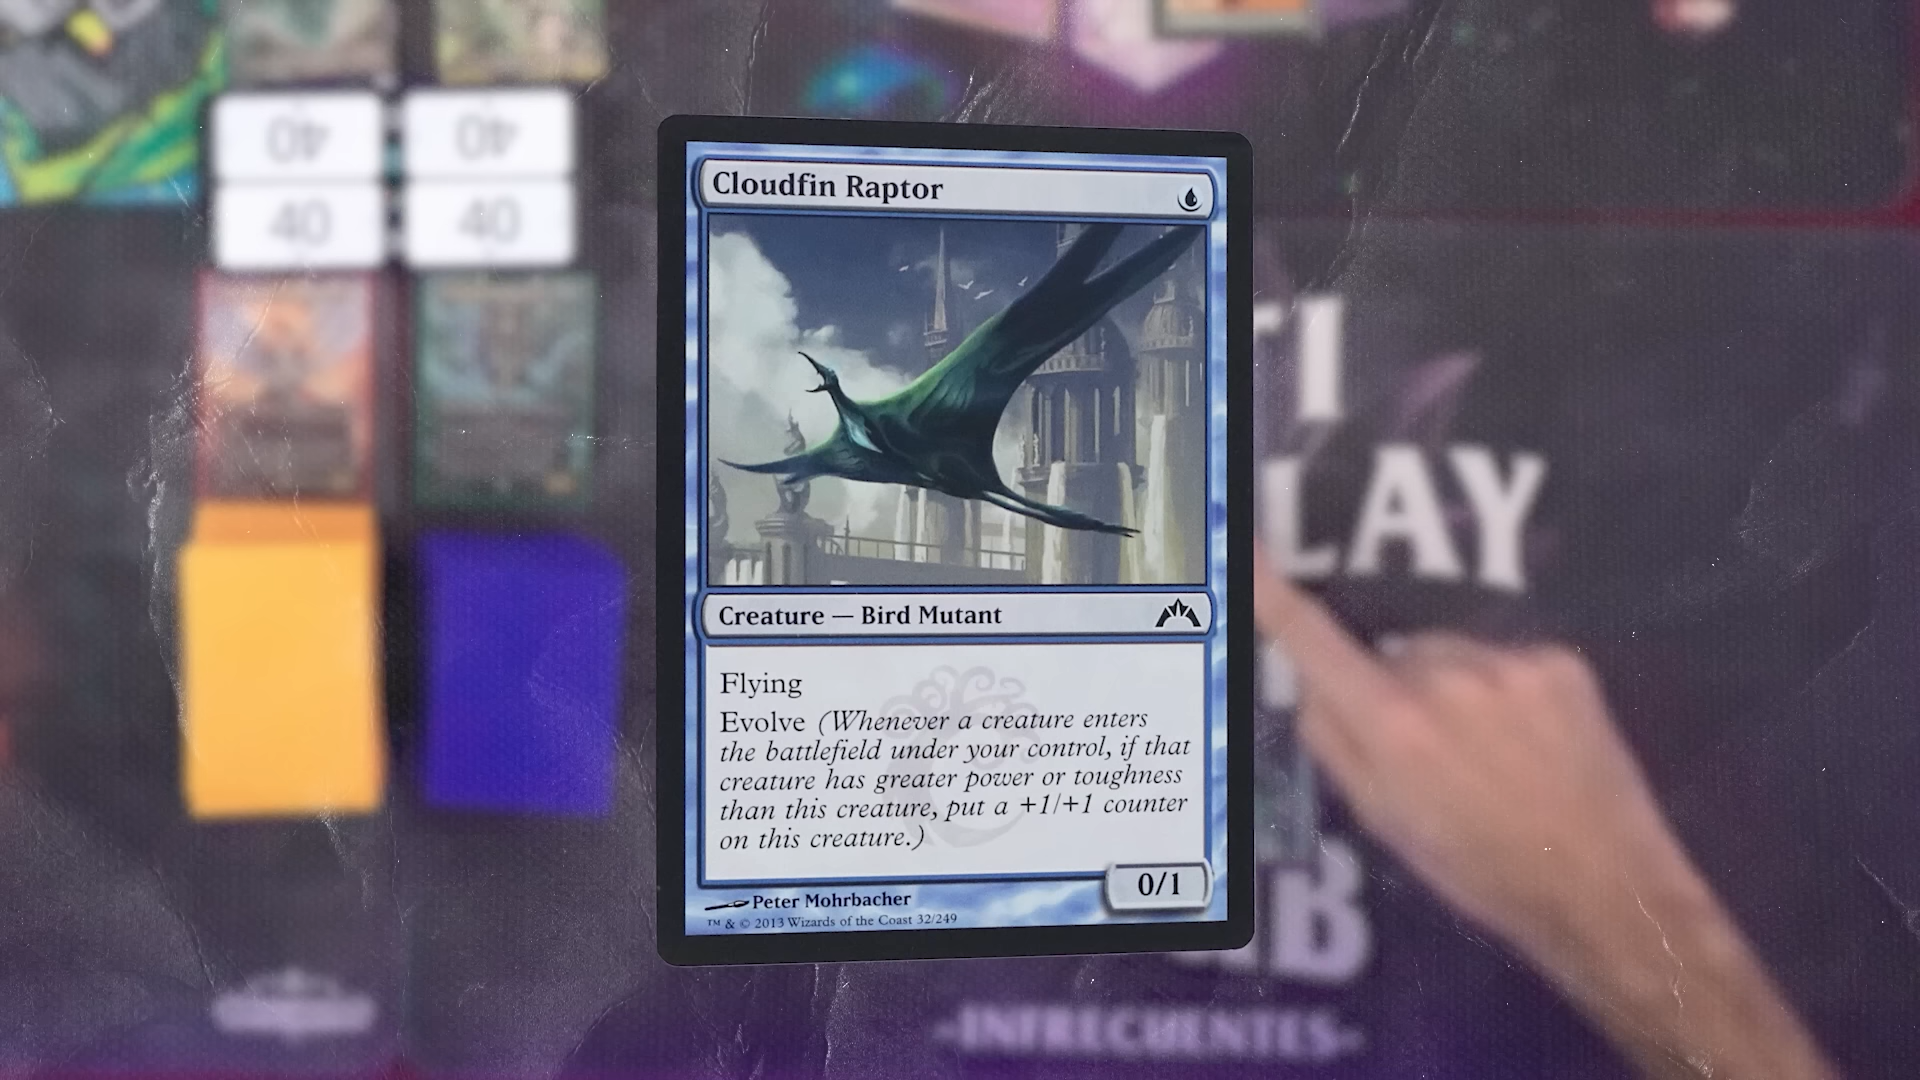 40 40
40 40
Cloudfin Raptor
TI
LAY
Creature — Bird Mutant
Flying
Evolve (Whenever a creature enters
the battlefield under your control, if that
creature has greater power or toughness
than this creature, put a +1/+1 counter
on this creature.)
0/1
Peter Mohrbacher
™ & © 2013 Wizards of the Coast 32/249
UB
-INFRECUENTES-